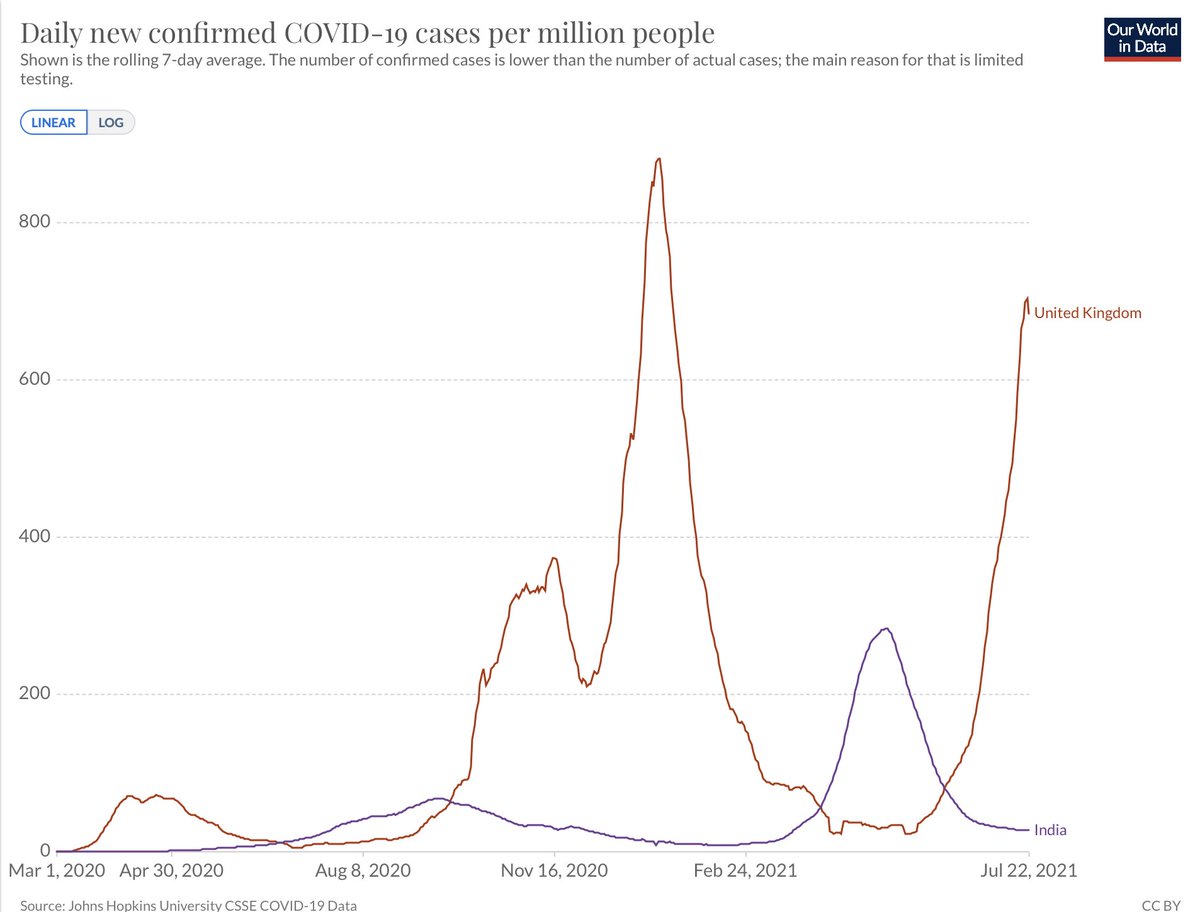 Daily new confirmed COVID-19 cases per million people
Our World
in Data
Shown is the rolling 7-day average. The number of confirmed cases is lower than the number of actual cases; the main reason for that is limited
testing.
LINEAR
LOG
800
600
400
200
0
United Kingdom
India
Mar 1, 2020
Apr 30, 2020
Aug 8, 2020
Nov 16, 2020
Feb 24, 2021
Jul 22, 2021
Source: Johns Hopkins University CSSE COVID-19 Data
CC BY